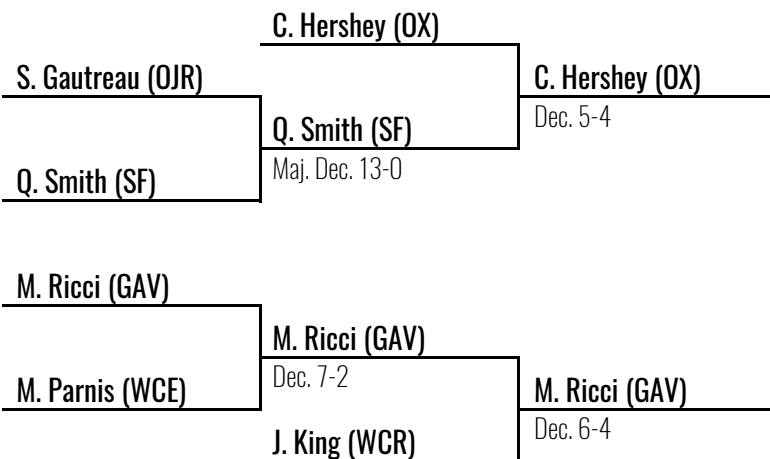 C. Hershey (OX)
S. Gautreau (OJR)
C. Hershey (OX)
Dec. 5-4
Q. Smith (SF)
Maj. Dec. 13-0
Q. Smith (SF)
M. Ricci (GAV)
M. Ricci (GAV)
Dec. 7-2
M. Parnis (WCE)
M. Ricci (GAV)
Dec. 6-4
J. King (WCR)